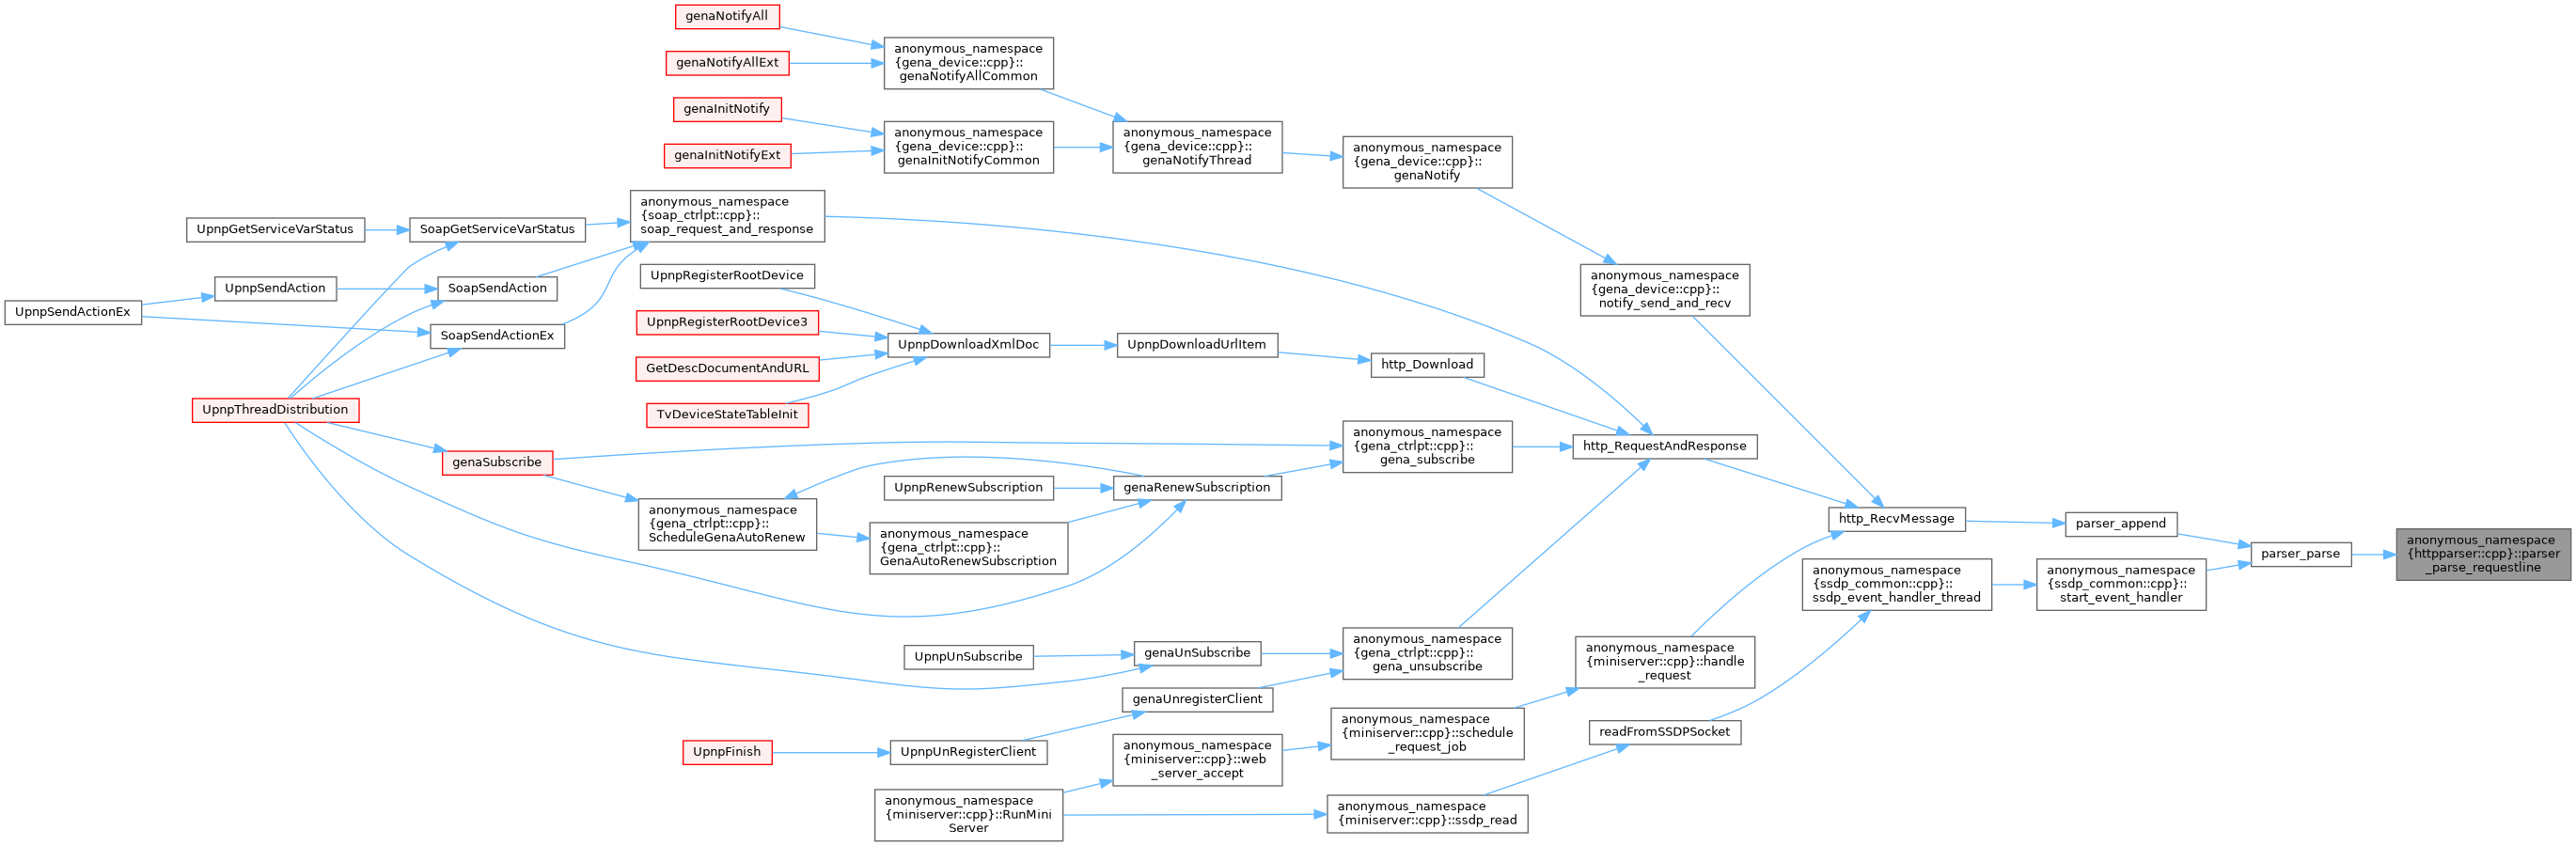 genaNotifyAll
genaNotifyAllExt
anonymous_namespace
{gena_device::cpp}::
genaNotifyAllCommon
genaInitNotify
genaInitNotifyExt
anonymous_namespace
{gena_device::cpp}::
genaInitNotifyCommon
anonymous_namespace
{gena_device::cpp}::
genaNotifyThread
anonymous_namespace
{gena_device::cpp}::
genaNotify
UpnpGetServiceVarStatus
SoapGetServiceVarStatus
anonymous_namespace
{soap_ctrlpt::cpp}::
soap_request_and_response
UpnpSendActionEx
UpnpSendAction
SoapSendAction
SoapSendActionEx
UpnpRegisterRootDevice
UpnpRegisterRootDevice3
GetDescDocumentAndURL
TvDeviceStateTableInit
UpnpDownloadXmlDoc
UpnpDownloadUrlItem
http_Download
anonymous_namespace
{gena_device::cpp}::
notify_send_and_recv
UpnpThreadDistribution
genaSubscribe
anonymous_namespace
{gena_ctrlpt::cpp}::
ScheduleGenaAutoRenew
UpnpRenewSubscription
anonymous_namespace
{gena_ctrlpt::cpp}::
GenaAutoRenewSubscription
genaRenewSubscription
anonymous_namespace
{gena_ctrlpt::cpp}::
gena_subscribe
http_RequestAndResponse
http_RecvMessage
parser_append
parser_parse
anonymous_namespace
{httpparser::cpp}::parser
_parse_requestline
anonymous_namespace
{ssdp_common::cpp}::
ssdp_event_handler_thread
anonymous_namespace
{ssdp_common::cpp}::
start_event_handler
UpnpUnSubscribe
genaUnSubscribe
anonymous_namespace
{gena_ctrlpt::cpp}::
gena_unsubscribe
anonymous_namespace
{miniserver::cpp}::handle
_request
genaUnregisterClient
UpnpFinish
UpnpUnRegisterClient
anonymous_namespace
{miniserver::cpp}::web
_server_accept
anonymous_namespace
{miniserver::cpp}::schedule
_request_job
readFromSSDPSocket
anonymous_namespace
{miniserver::cpp}::RunMini
Server
anonymous_namespace
{miniserver::cpp}::ssdp_read